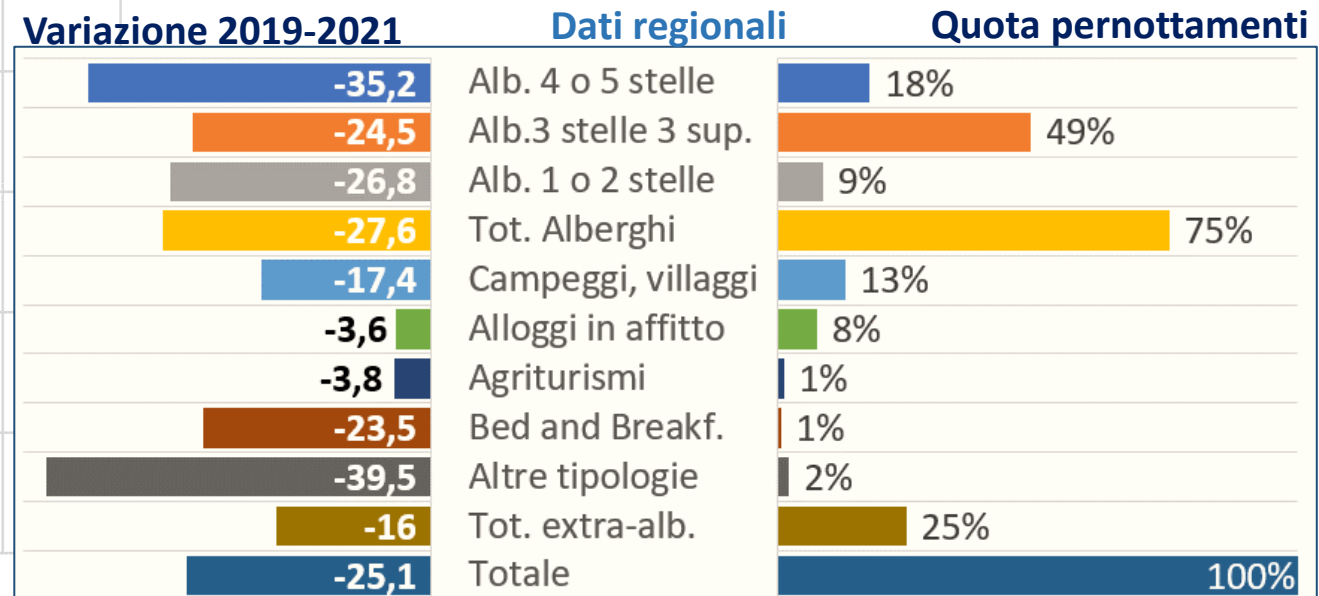 Variazione 2019-2021 Dati regionali Quota pernottamenti
-35,2 Alb. 4 o 5 stelle 18%
-24,5 Alb.3 stelle 3 sup. 49%
-26,8 Alb. 1 o 2 stelle 9%
-27,6 Tot. Alberghi 75%
-17,4 Campeggi, villaggi 13%
-3,6 Alloggi in affitto 8%
-3,8 Agriturismi 1%
-23,5 Bed and Breakf. 1%
-39,5 Altre tipologie 2%
-16 Tot. extra-alb. 25%
-25,1 Totale 100%